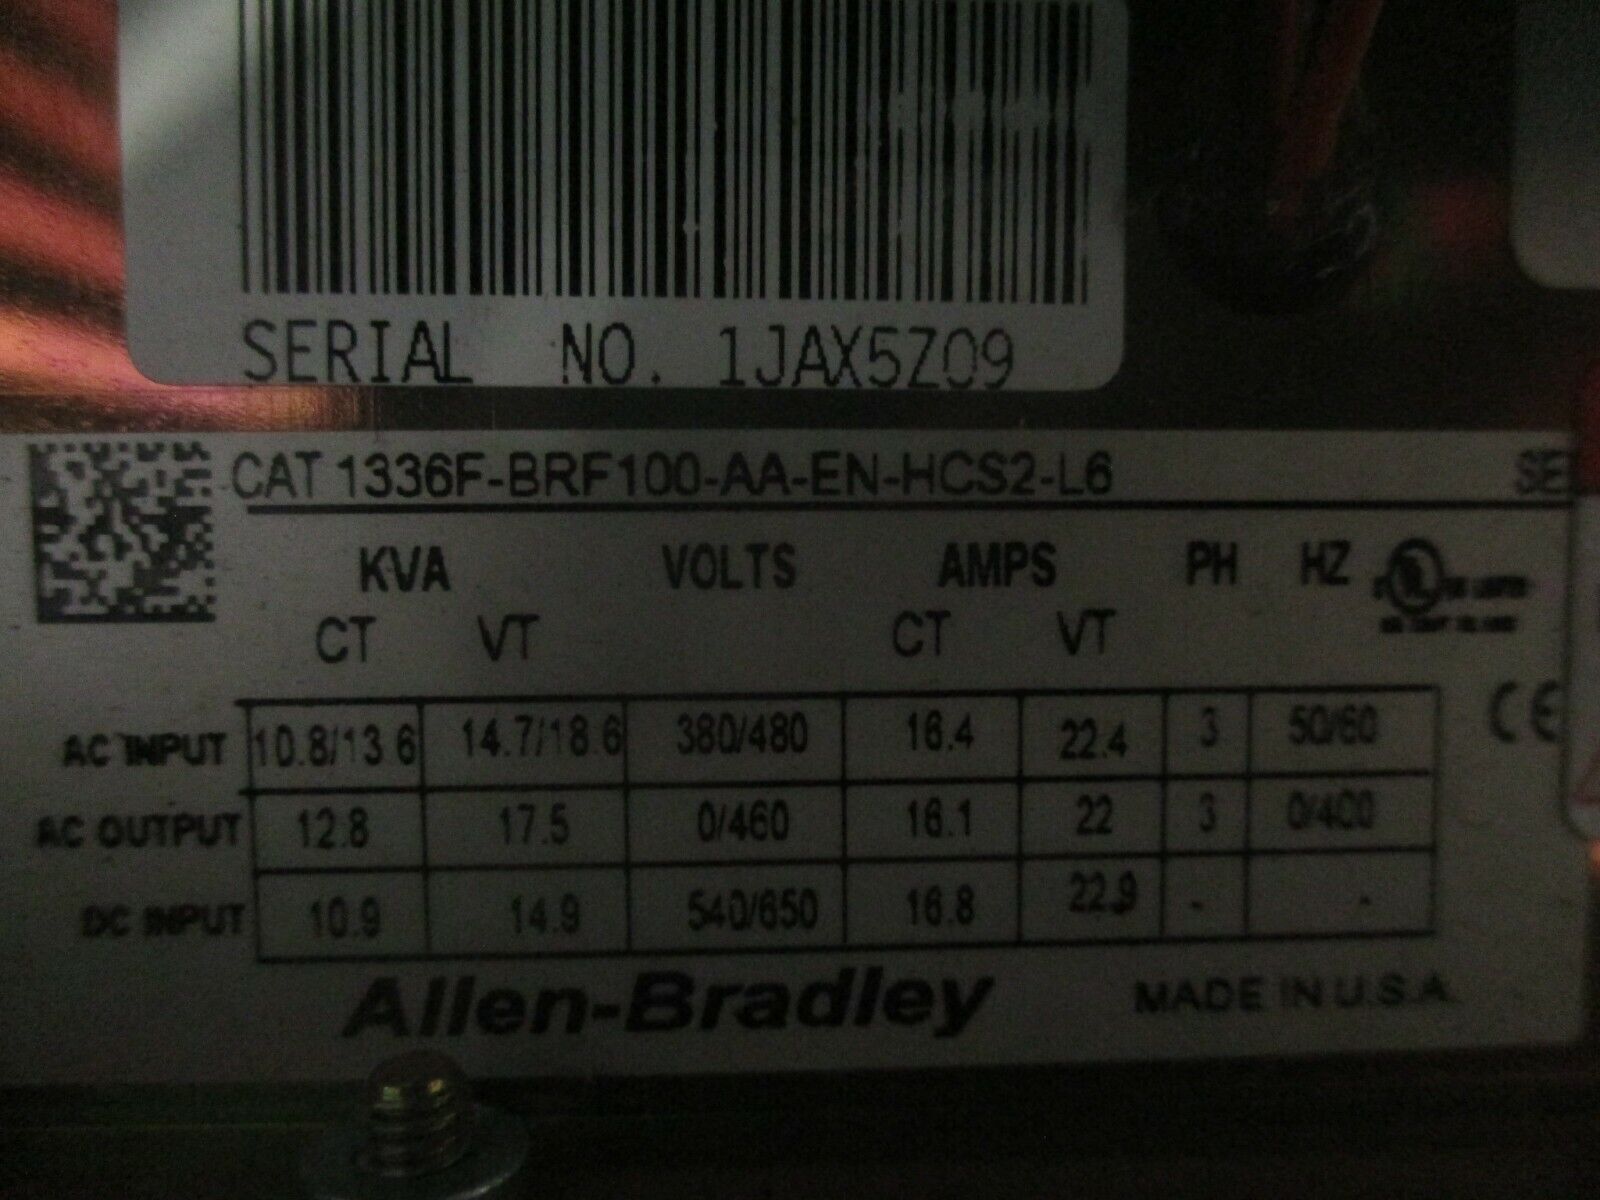 SERIAL NO. 1JAX5Z09
CAT 1336F-BRF100-AA-EN-HCS2-L6 SE
KVA VOLTS AMPS PH HZ
CT VT CT VT
UL
AC INPUT 10.8/13.6 14.7/18.6 380/480 16.4 22.4 3 50/60
CE
AC OUTPUT 12.8 17.5 0/460 16.1 22 3 0/400
DC INPUT 10.9 14.9 540/650 16.8 22.9 - -
Allen-Bradley MADE IN U.S.A.